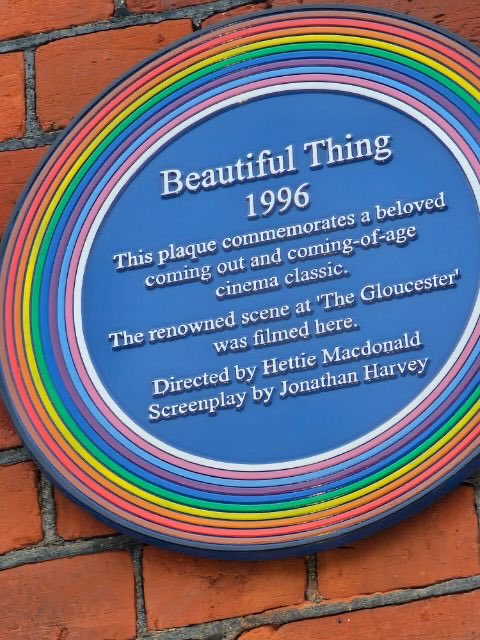 Beautiful Thing
1996
This plaque commemorates a beloved
coming out and coming-of-age
cinema classic.
The renowned scene at 'The Gloucester'
was filmed here.
Directed by Hettie Macdonald
Screenplay by Jonathan Harvey